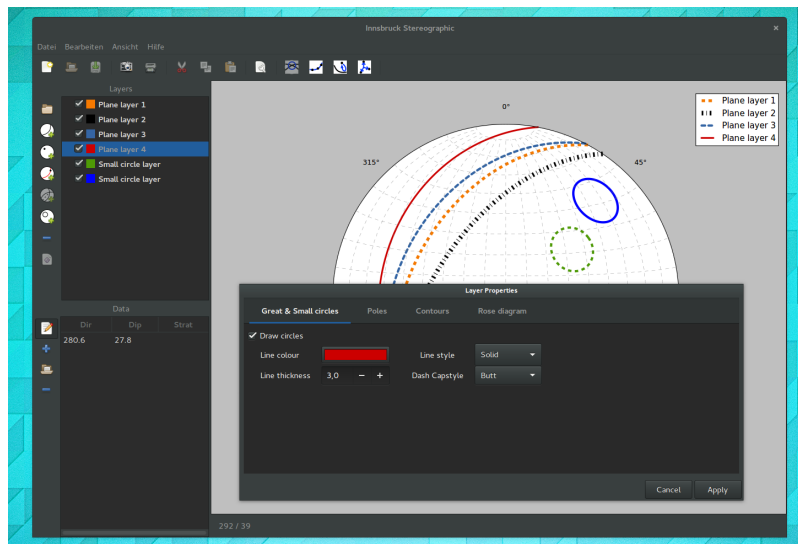 Innsbruck Stereographic
Datei Bearbeiten Ansicht Hilfe
Layers
Plane layer 1
Plane layer 2
Plane layer 3
Plane layer 4
Small circle layer
Small circle layer
0°
315°
45°
Plane layer 1
Plane layer 2
Plane layer 3
Plane layer 4
Data
Dir Dip Strat
280.6 27.8
Layer Properties
Great & Small circles Poles Contours Rose diagram
Draw circles
Line colour Line style Solid
Line thickness 3,0 − + Dash Capstyle Butt
Cancel Apply
292 / 39